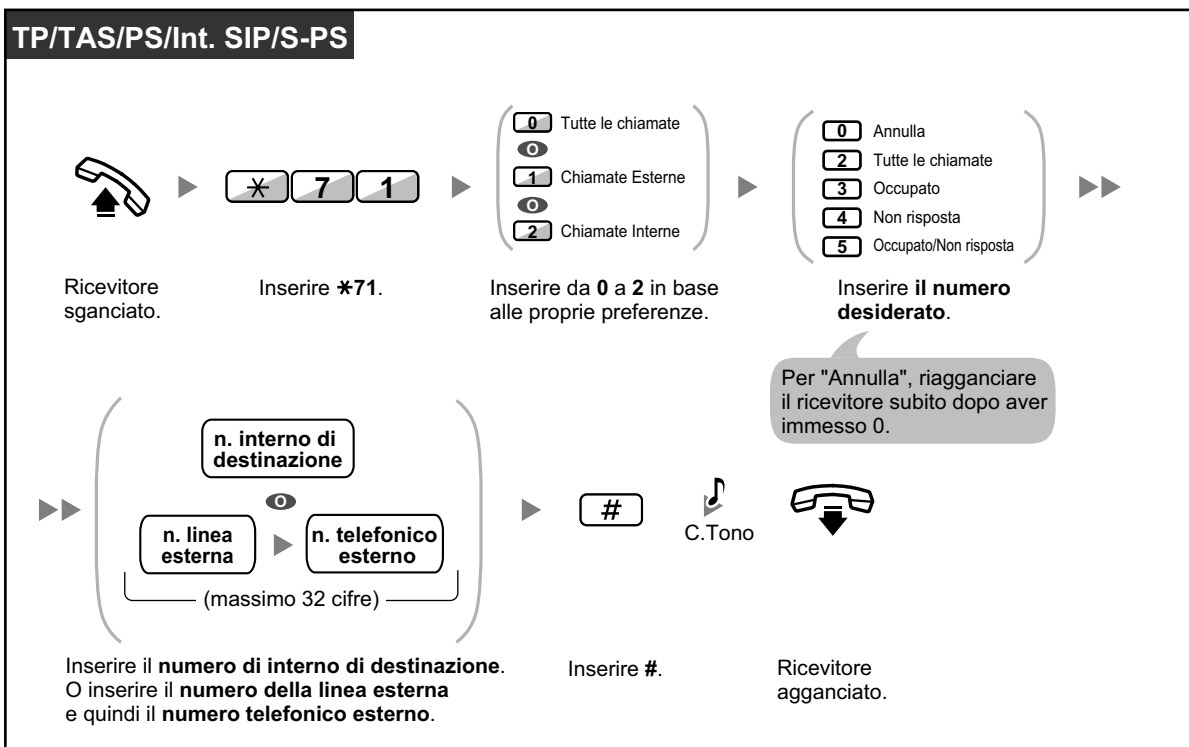 TP/TAS/PS/Int. SIP/S-PS
0 Tutte le chiamate
O
1 Chiamate Esterne
O
2 Chiamate Interne
0 Annulla
2 Tutte le chiamate
3 Occupato
4 Non risposta
5 Occupato/Non risposta
* 7 1
Ricevitore
sganciato.
Inserire *71.
Inserire da 0 a 2 in base
alle proprie preferenze.
Inserire il numero
desiderato.
Per "Annulla", riagganciare
il ricevitore subito dopo aver
immesso 0.
n. interno di
destinazione
O
n. linea
esterna
n. telefonico
esterno
(massimo 32 cifre)
#
C.Tono
Inserire il numero di interno di destinazione.
O inserire il numero della linea esterna
e quindi il numero telefonico esterno.
Inserire #.
Ricevitore
agganciato.